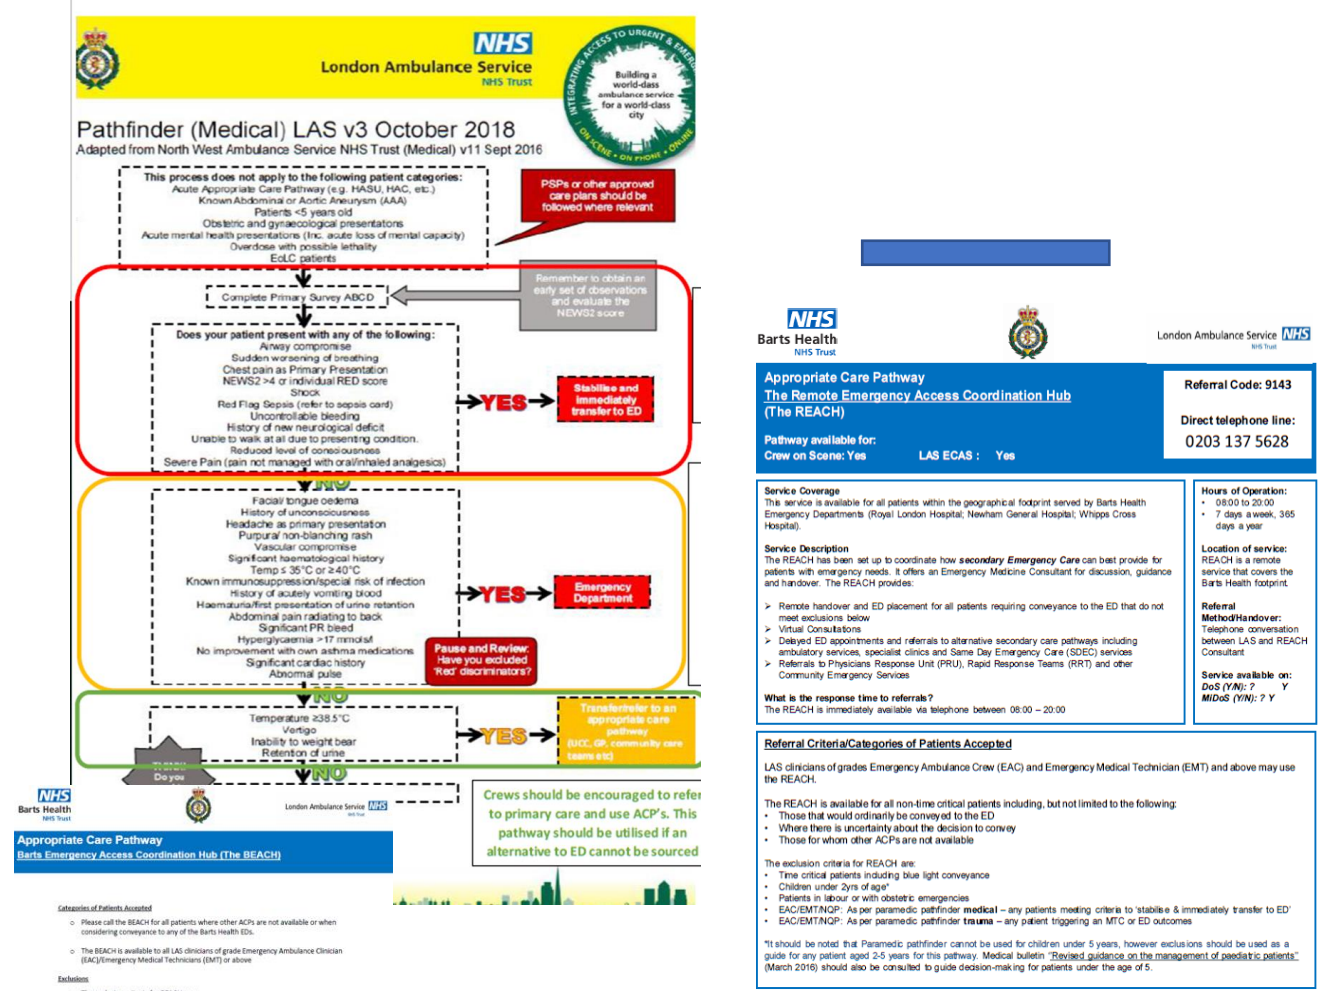 NHS
London Ambulance Service
NHS Trust
INTEGRATING ACCESS TO URGENT & EMERG
Building a
world-class
ambulance service
for a world-class
city
ON SCENE • ON PHONE • ONLINE
Pathfinder (Medical) LAS v3 October 2018
Adapted from North West Ambulance Service NHS Trust (Medical) v11 Sept 2016
This process does not apply to the following patient categories:
Acute Appropriate Care Pathway (e.g. HASU, HAC, etc.)
Known Abdominal or Aortic Aneurysm (AAA)
Patients <5 years old
Obstetric and gynaecological presentations
Acute mental health presentations (Inc. acute loss of mental capacity)
Overdose with possible lethality
EoLC patients
PSPs or other approved
care plans should be
followed where relevant
Complete Primary Survey ABCD
Remember to obtain an
early set of observations
and evaluate the
NEWS2 score
Does your patient present with any of the following:
Airway compromise
Sudden worsening of breathing
Chest pain as Primary Presentation
NEWS2 >4 or individual RED score
Shock
Red Flag Sepsis (refer to sepsis card)
Uncontrollable bleeding
History of new neurological deficit
Unable to walk at all due to presenting condition.
Reduced level of consciousness
Severe Pain (pain not managed with oral/inhaled analgesics)
YES
Stabilise and
immediately
transfer to ED
NO
Facial/ tongue oedema
History of unconsciousness
Headache as primary presentation
Purpura/ non-blanching rash
Vascular compromise
Significant haematological history
Temp ≤ 35°C or ≥40°C
Known immunosuppression/special risk of infection
History of acutely vomiting blood
Haematuria/first presentation of urine retention
Abdominal pain radiating to back
Significant PR bleed
Hyperglycaemia >17 mmols/l
No improvement with own asthma medications
Significant cardiac history
Abnormal pulse
YES
Emergency
Department
Pause and Review:
Have you excluded
'Red' discriminators?
NO
Temperature ≥38.5°C
Vertigo
Inability to weight bear
Retention of urine
YES
Transfer/refer to an
appropriate care
pathway
(UCC, GP, community care
teams etc)
Do you
NO
Crews should be encouraged to refer
to primary care and use ACP's. This
pathway should be utilised if an
alternative to ED cannot be sourced
NHS
Barts Health
NHS Trust
London Ambulance Service NHS
NHS Trust
Appropriate Care Pathway
Barts Emergency Access Coordination Hub (The BEACH)
Categories of Patients Accepted
o Please call the BEACH for all patients where other ACPs are not available or when
considering conveyance to any of the Barts Health EDs.
o The BEACH is available to all LAS clinicians of grade Emergency Ambulance Clinician
(EAC)/Emergency Medical Technicians (EMT) or above
Exclusions
NHS
Barts Health
NHS Trust
London Ambulance Service NHS
NHS Trust
Appropriate Care Pathway
The Remote Emergency Access Coordination Hub
(The REACH)
Pathway available for:
Crew on Scene: Yes LAS ECAS : Yes
Referral Code: 9143
Direct telephone line:
0203 137 5628
Service Coverage
This service is available for all patients within the geographical footprint served by Barts Health
Emergency Departments (Royal London Hospital; Newham General Hospital; Whipps Cross
Hospital).
Service Description
The REACH has been set up to coordinate how secondary Emergency Care can best provide for
patients with emergency needs. It offers an Emergency Medicine Consultant for discussion, guidance
and handover. The REACH provides:
➢ Remote handover and ED placement for all patients requiring conveyance to the ED that do not
meet exclusions below
➢ Virtual Consultations
➢ Delayed ED appointments and referrals to alternative secondary care pathways including
ambulatory services, specialist clinics and Same Day Emergency Care (SDEC) services
➢ Referrals to Physicians Response Unit (PRU), Rapid Response Teams (RRT) and other
Community Emergency Services
What is the response time to referrals?
The REACH is immediately available via telephone between 08:00 – 20:00
Hours of Operation:
• 08:00 to 20:00
• 7 days a week, 365
days a year
Location of service:
REACH is a remote
service that covers the
Barts Health footprint.
Referral
Method/Handover:
Telephone conversation
between LAS and REACH
Consultant
Service available on:
DoS (Y/N): ? Y
MiDoS (Y/N): ? Y
Referral Criteria/Categories of Patients Accepted
LAS clinicians of grades Emergency Ambulance Crew (EAC) and Emergency Medical Technician (EMT) and above may use
the REACH.
The REACH is available for all non-time critical patients including, but not limited to the following:
• Those that would ordinarily be conveyed to the ED
• Where there is uncertainty about the decision to convey
• Those for whom other ACPs are not available
The exclusion criteria for REACH are:
• Time critical patients including blue light conveyance
• Children under 2yrs of age*
• Patients in labour or with obstetric emergencies
• EAC/EMT/NQP: As per paramedic pathfinder medical – any patients meeting criteria to 'stabilise & immediately transfer to ED'
• EAC/EMT/NQP: As per paramedic pathfinder trauma – any patient triggering an MTC or ED outcomes
*It should be noted that Paramedic pathfinder cannot be used for children under 5 years, however exclusions should be used as a
guide for any patient aged 2-5 years for this pathway. Medical bulletin "Revised guidance on the management of paediatric patients"
(March 2016) should also be consulted to guide decision-making for patients under the age of 5.